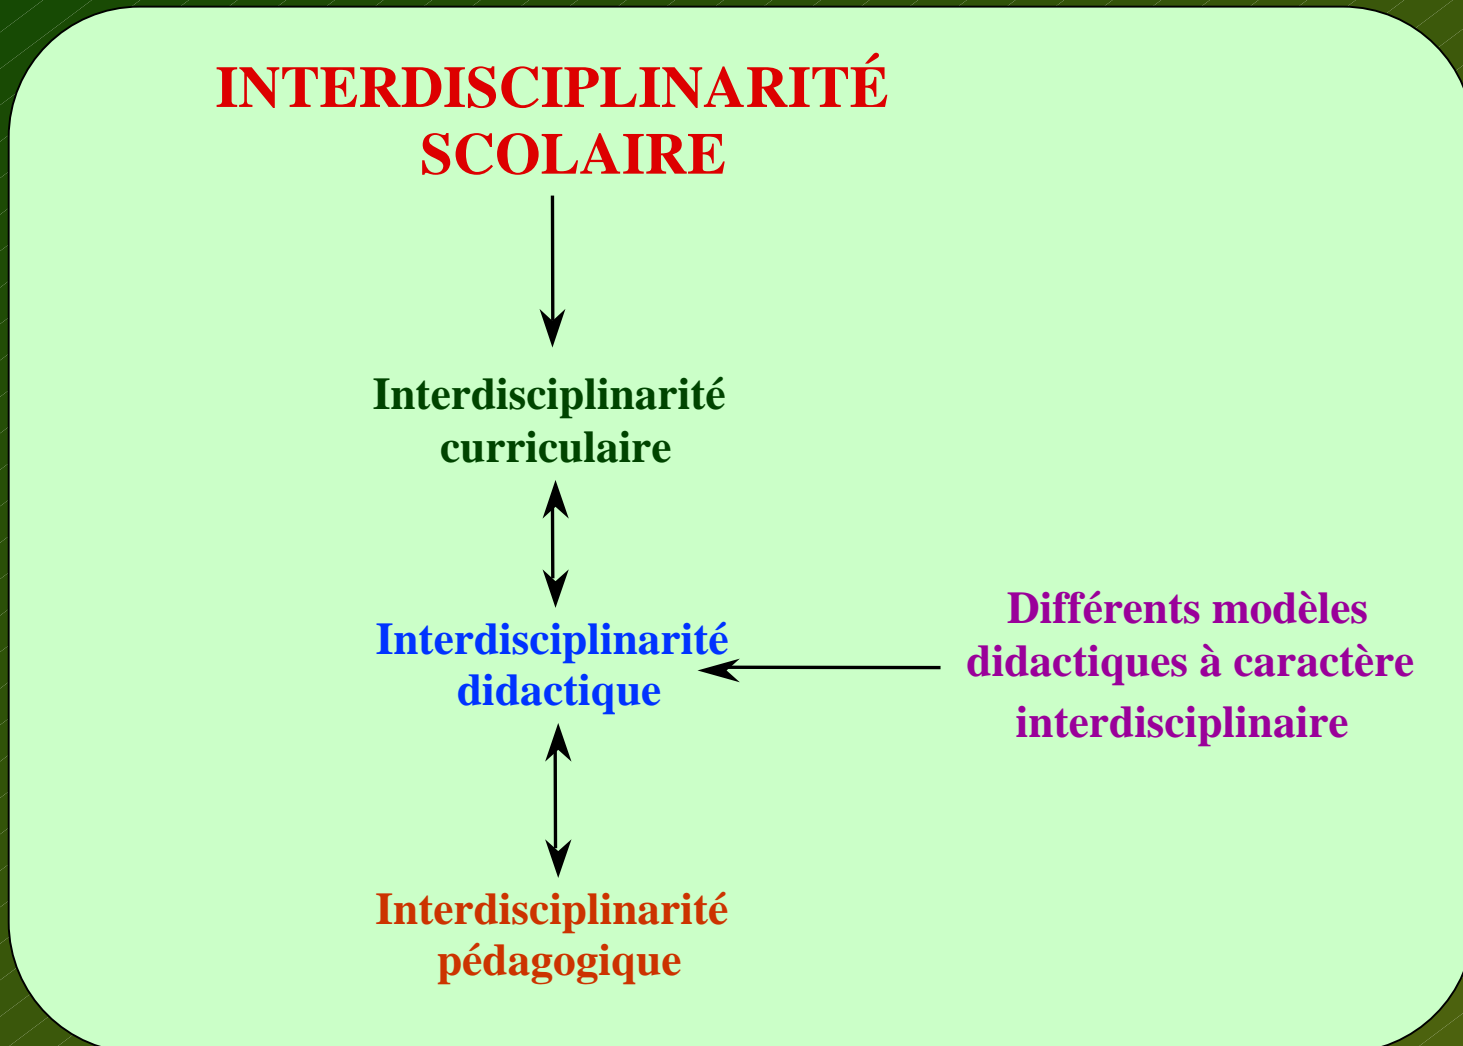 INTERDISCIPLINARITÉ
SCOLAIRE
Interdisciplinarité
curriculaire
Interdisciplinarité
didactique
Différents modèles
didactiques à caractère
interdisciplinaire
Interdisciplinarité
pédagogique